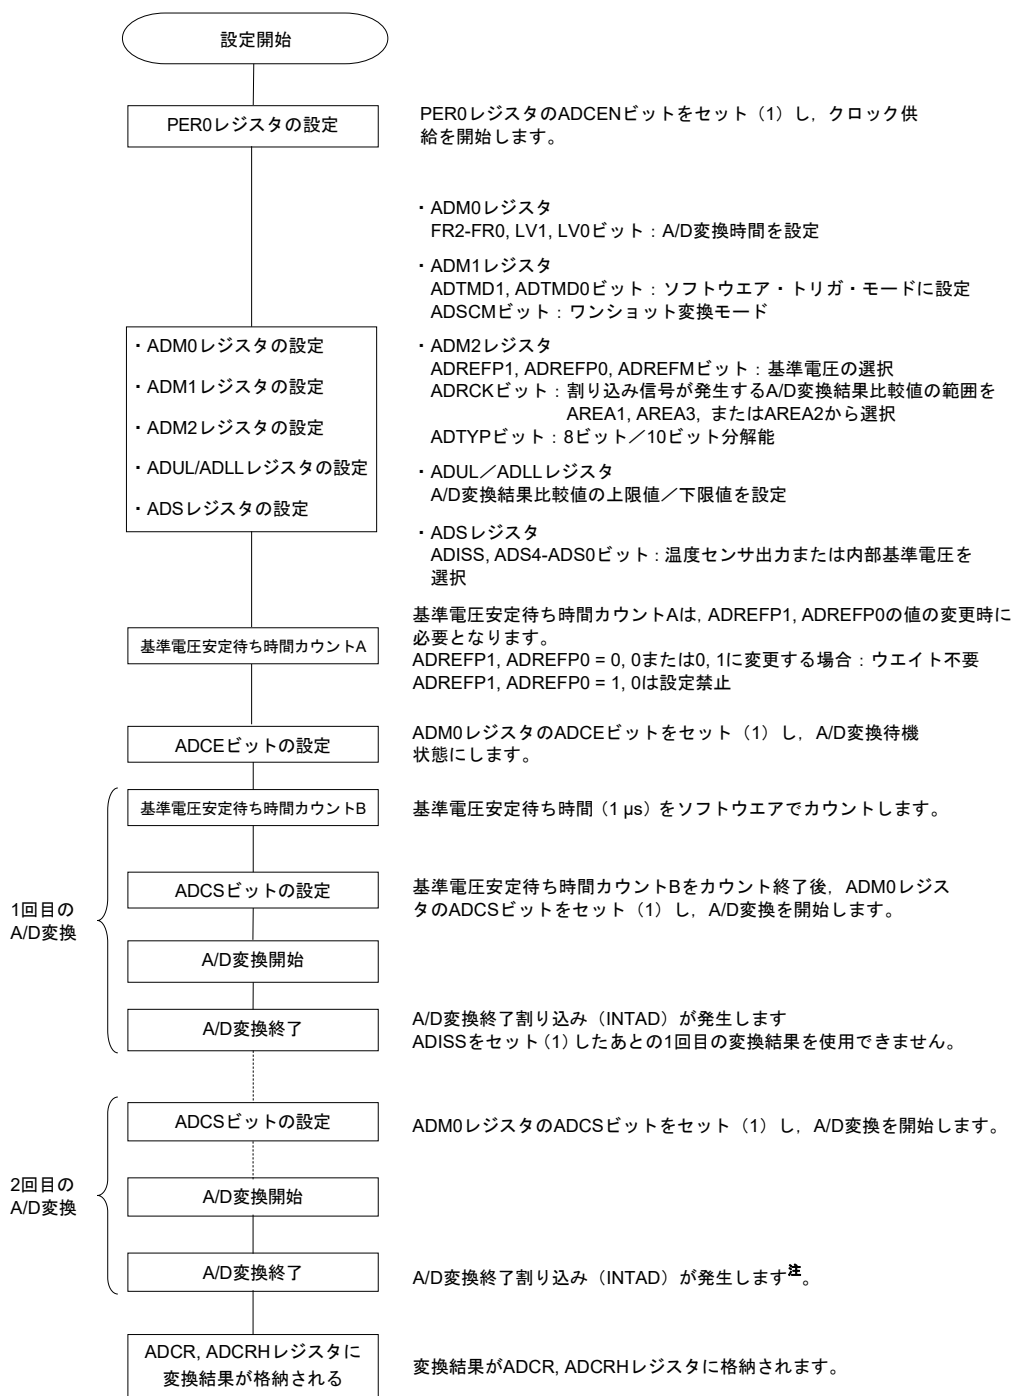 設定開始
PER0レジスタの設定
PER0レジスタのADCENビットをセット（1）し，クロック供
給を開始します。
・ADM0レジスタの設定
・ADM1レジスタの設定
・ADM2レジスタの設定
・ADUL/ADLLレジスタの設定
・ADSレジスタの設定
・ADM0レジスタ
FR2-FR0, LV1, LV0ビット：A/D変換時間を設定
・ADM1レジスタ
ADTMD1, ADTMD0ビット：ソフトウエア・トリガ・モードに設定
ADSCMビット：ワンショット変換モード
・ADM2レジスタ
ADREFP1, ADREFP0, ADREFMビット：基準電圧の選択
ADRCKビット：割り込み信号が発生するA/D変換結果比較値の範囲を
AREA1, AREA3, またはAREA2から選択
ADTYPビット：8ビット／10ビット分解能
・ADUL／ADLLレジスタ
A/D変換結果比較値の上限値／下限値を設定
・ADSレジスタ
ADISS, ADS4-ADS0ビット：温度センサ出力または内部基準電圧を
選択
基準電圧安定待ち時間カウントA
基準電圧安定待ち時間カウントAは, ADREFP1, ADREFP0の値の変更時に
必要となります。
ADREFP1, ADREFP0 = 0, 0または0, 1に変更する場合：ウエイト不要
ADREFP1, ADREFP0 = 1, 0は設定禁止
ADCEビットの設定
ADM0レジスタのADCEビットをセット（1）し，A/D変換待機
状態にします。
1回目の
A/D変換
基準電圧安定待ち時間カウントB
基準電圧安定待ち時間（1 µs）をソフトウエアでカウントします。
ADCSビットの設定
基準電圧安定待ち時間カウントBをカウント終了後，ADM0レジス
タのADCSビットをセット（1）し，A/D変換を開始します。
A/D変換開始
A/D変換終了
A/D変換終了割り込み（INTAD）が発生します
ADISSをセット（1）したあとの1回目の変換結果を使用できません。
2回目の
A/D変換
ADCSビットの設定
ADM0レジスタのADCSビットをセット（1）し，A/D変換を開始します。
A/D変換開始
A/D変換終了
A/D変換終了割り込み（INTAD）が発生します注。
ADCR, ADCRHレジスタに
変換結果が格納される
変換結果がADCR, ADCRHレジスタに格納されます。